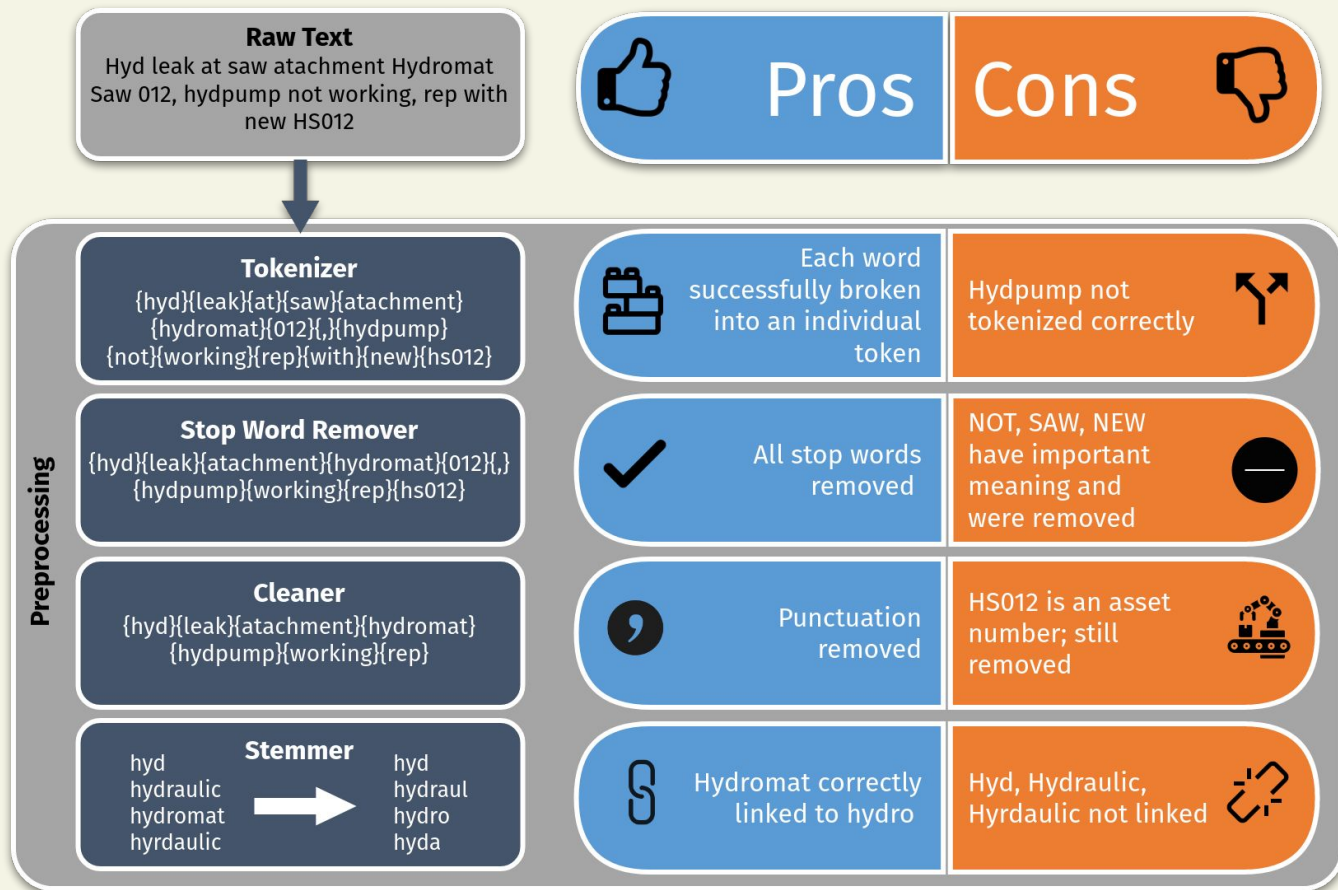 Raw Text
Hyd leak at saw atachment Hydromat
Saw 012, hydpump not working, rep with
new HS012
Pros
Cons
Preprocessing
Tokenizer
{hyd}{leak}{at}{saw}{atachment}
{hydromat}{012}{,}{hydpump}
{not}{working}{rep}{with}{new}{hs012}
Each word
successfully broken
into an individual
token
Hydpump not
tokenized correctly
Stop Word Remover
{hyd}{leak}{atachment}{hydromat}{012}{,}
{hydpump}{working}{rep}{hs012}
All stop words
removed
NOT, SAW, NEW
have important
meaning and
were removed
Cleaner
{hyd}{leak}{atachment}{hydromat}
{hydpump}{working}{rep}
Punctuation
removed
HS012 is an asset
number; still
removed
Stemmer
hyd
hydraulic
hydromat
hyrdaulic
hyd
hydraul
hydro
hyda
Hydromat correctly
linked to hydro
Hyd, Hydraulic,
Hyrdaulic not linked